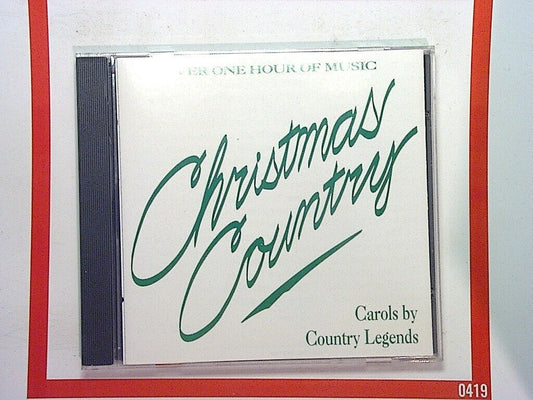 ER ONE HOUR OF MUSIC
Christmas
Country
Carols by
Country Legends
0419